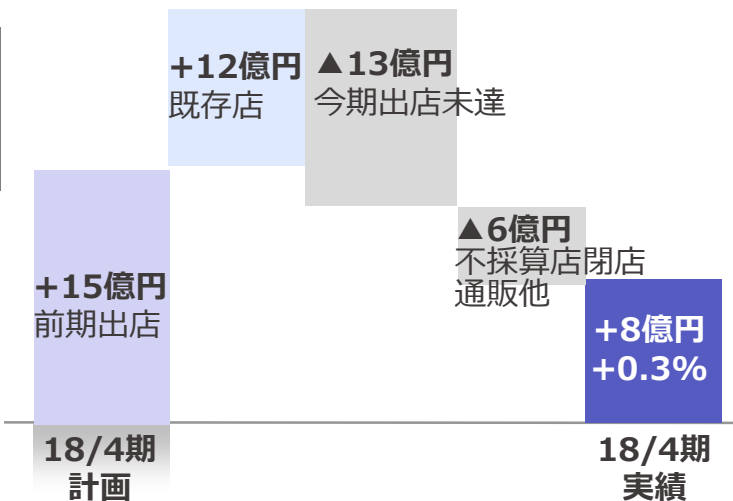 +12億円
既存店
▲13億円
今期出店未達
+15億円
前期出店
▲6億円
不採算店閉店
通販他
+8億円
+0.3%
18/4期
計画
18/4期
実績